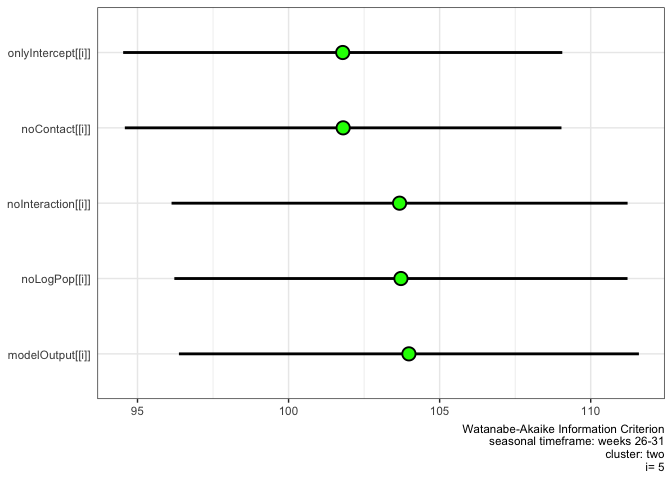 onlyIntercept[[i]]
noContact[[i]]
noInteraction[[i]]
noLogPop[[i]]
modelOutput[[i]]
95 100 105 110
Watanabe-Akaike Information Criterion
seasonal timeframe: weeks 26-31
cluster: two
i= 5